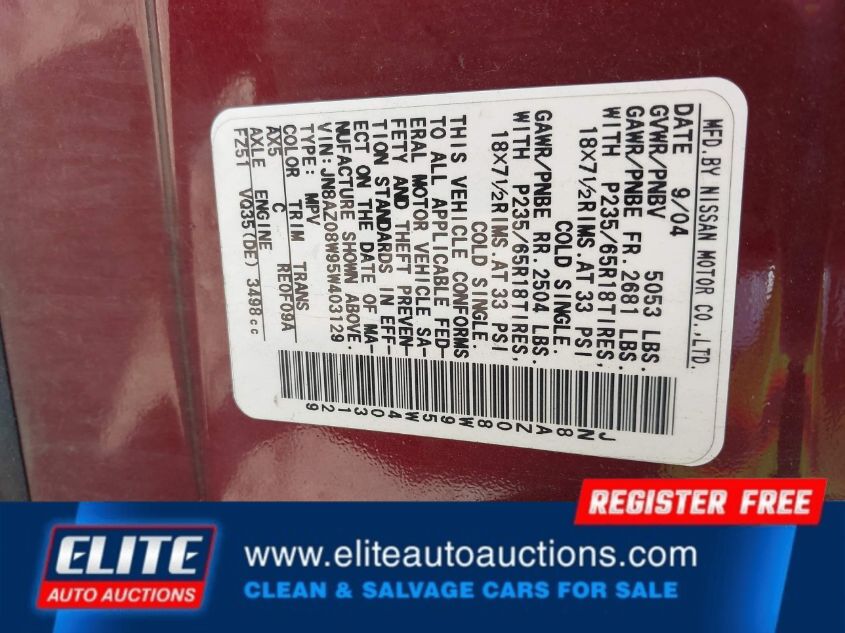 MFD.BY NISSAN MOTOR CO.,LTD.
DATE 9/04
GVWR/PNBV 5053 LBS.
GAWR/PNBE FR. 2681 LBS.
WITH P235/65R18TIRES,
18X7½RIMS.AT 33 PSI
COLD SINGLE.
GAWR/PNBE RR. 2504 LBS.
WITH P235/65R18TIRES,
18X7½RIMS.AT 33 PSI
COLD SINGLE.
THIS VEHICLE CONFORMS
TO ALL APPLICABLE FED-
ERAL MOTOR VEHICLE SA-
FETY AND THEFT PREVEN-
TION STANDARDS IN EFF-
ECT ON THE DATE OF MA-
NUFACTURE SHOWN ABOVE.
VIN: JN8AZ08W95W403129
TYPE: MPV
COLOR TRIM TRANS
AX5 C RE0F09A
AXLE ENGINE
FZ51 VQ35(DE) 3498cc
JN8AZ08W95W403129
REGISTER FREE
ELITE
AUTO AUCTIONS
www.eliteautoauctions.com
CLEAN & SALVAGE CARS FOR SALE